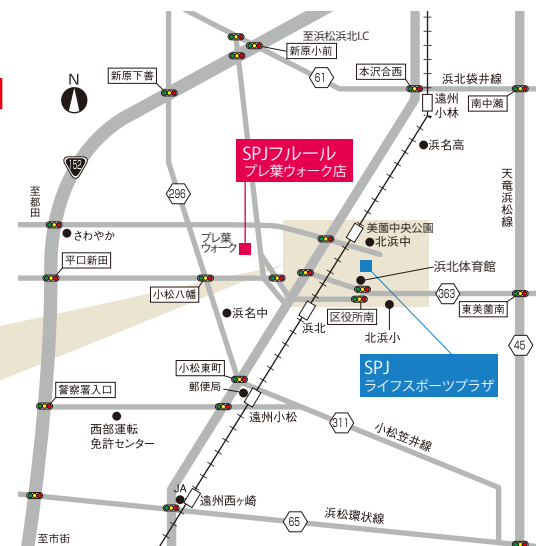 至浜松浜北I.C
新原小前
新原下善
61
本沢合西
浜北袋井線
南中瀬
N
遠州
小林
浜名高
SPJフルール
プレ葉ウォーク店
152
至都田
296
天竜浜松線
美薗中央公園
北浜中
さわやか
プレ葉
ウォーク
平口新田
浜北体育館
小松八幡
363
東美薗南
浜名中
浜北
区役所南
北浜小
45
小松東町
SPJ
ライフスポーツプラザ
郵便局
警察署入口
遠州小松
西部運転
免許センター
311
小松笠井線
JA
遠州西ヶ崎
65
浜松環状線
至市街